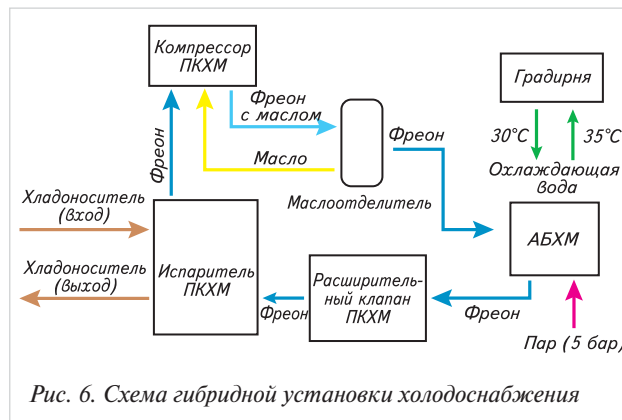 Компрессор
ПКХМ
Градирня
Фреон
с маслом
Фреон
Фреон
30°С
35°С
Масло
Охлаждающая
вода
Хладоноситель
(вход)
Маслоотделитель
АБХМ
Хладоноситель
(выход)
Испаритель
ПКХМ
Расширитель-
ный клапан
ПКХМ
Фреон
Фреон
Пар (5 бар)
Рис. 6. Схема гибридной установки холодоснабжения